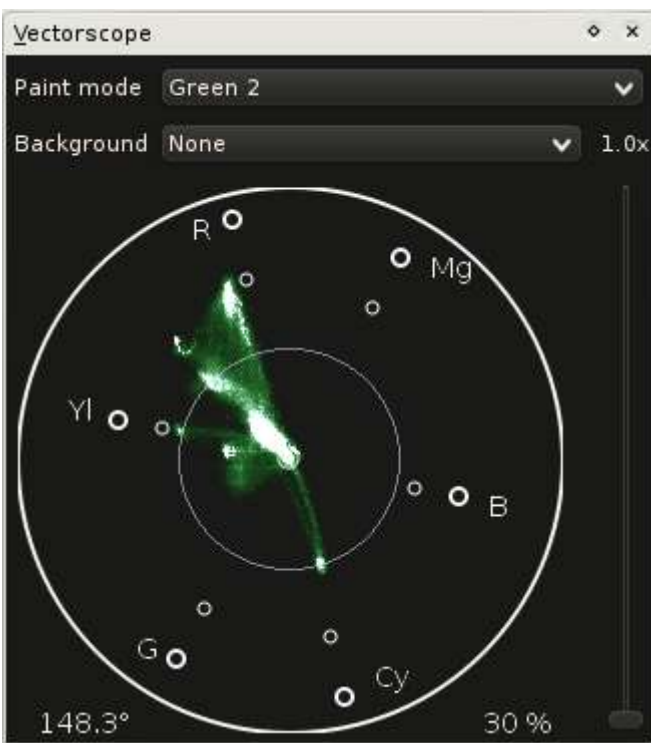 Vectorscope
Paint mode Green 2
Background None 1.0x
R
Mg
Yl
B
G
Cy
148.3° 30 %